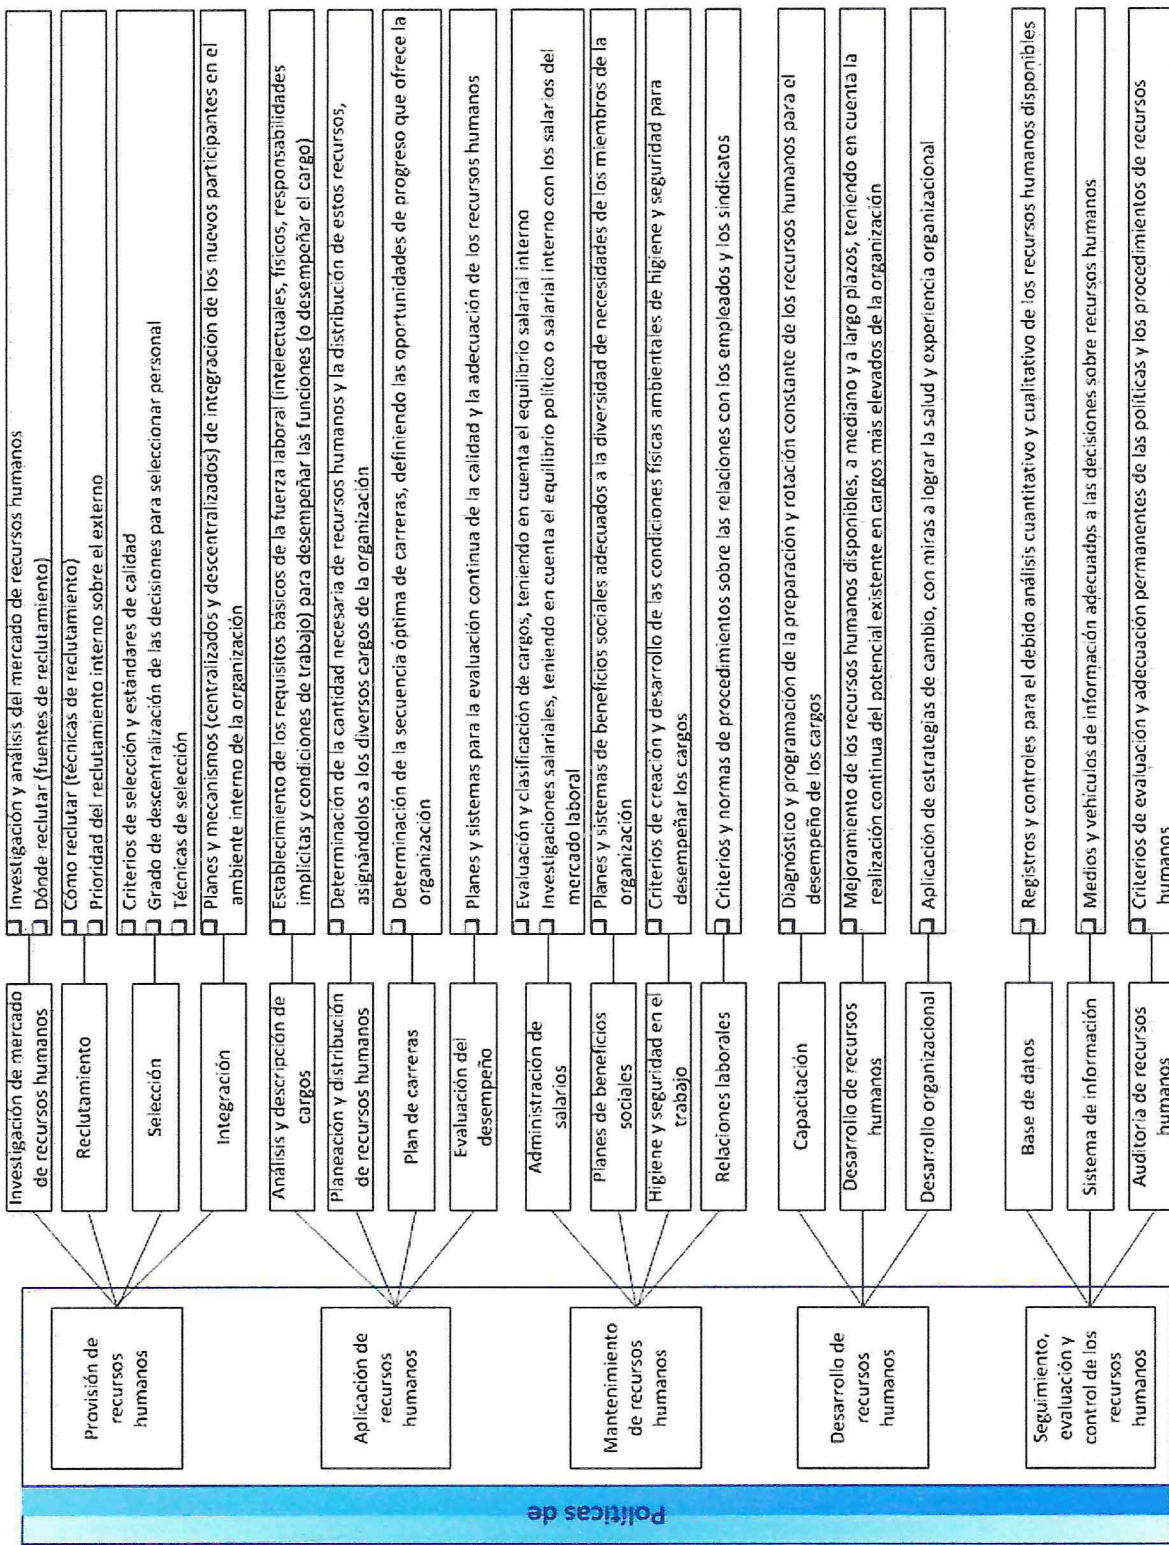 Políticas de
Provisión de
recursos
humanos
Investigación de mercado
de recursos humanos
Investigación y análisis del mercado de recursos humanos
Dónde reclutar (fuentes de reclutamiento)
Reclutamiento
Cómo reclutar (técnicas de reclutamiento)
Prioridad del reclutamiento interno sobre el externo
Selección
Criterios de selección y estándares de calidad
Grado de descentralización de las decisiones para seleccionar personal
Técnicas de selección
Integración
Planes y mecanismos (centralizados y descentralizados) de integración de los nuevos participantes en el
ambiente interno de la organización
Aplicación de
recursos
humanos
Análisis y descripción de
cargos
Establecimiento de los requisitos básicos de la fuerza laboral (intelectuales, físicos, responsabilidades
implícitas y condiciones de trabajo) para desempeñar las funciones (o desempeñar el cargo)
Planeación y distribución
de recursos humanos
Determinación de la cantidad necesaria de recursos humanos y la distribución de estos recursos,
asignándolos a los diversos cargos de la organización
Plan de carreras
Determinación de la secuencia óptima de carreras, definiendo las oportunidades de progreso que ofrece la
organización
Evaluación del
desempeño
Planes y sistemas para la evaluación continua de la calidad y la adecuación de los recursos humanos
Mantenimiento
de recursos
humanos
Administración de
salarios
Evaluación y clasificación de cargos, teniendo en cuenta el equilibrio salarial interno
Investigaciones salariales, teniendo en cuenta el equilibrio político o salarial interno con los salarios del
mercado laboral
Planes de beneficios
sociales
Planes y sistemas de beneficios sociales adecuados a la diversidad de necesidades de los miembros de la
organización
Higiene y seguridad en el
trabajo
Criterios de creación y desarrollo de las condiciones físicas ambientales de higiene y seguridad para
desempeñar los cargos
Relaciones laborales
Criterios y normas de procedimientos sobre las relaciones con los empleados y los sindicatos
Desarrollo de
recursos
humanos
Capacitación
Diagnóstico y programación de la preparación y rotación constante de los recursos humanos para el
desempeño de los cargos
Desarrollo de recursos
humanos
Mejoramiento de los recursos humanos disponibles, a mediano y a largo plazos, teniendo en cuenta la
realización continua del potencial existente en cargos más elevados de la organización
Desarrollo organizacional
Aplicación de estrategias de cambio, con miras a lograr la salud y experiencia organizacional
Seguimiento,
evaluación y
control de los
recursos
humanos
Base de datos
Registros y controles para el debido análisis cuantitativo y cualitativo de los recursos humanos disponibles
Sistema de información
Medios y vehículos de información adecuados a las decisiones sobre recursos humanos
Auditoria de recursos
humanos
Criterios de evaluación y adecuación permanentes de las políticas y los procedimientos de recursos
humanos